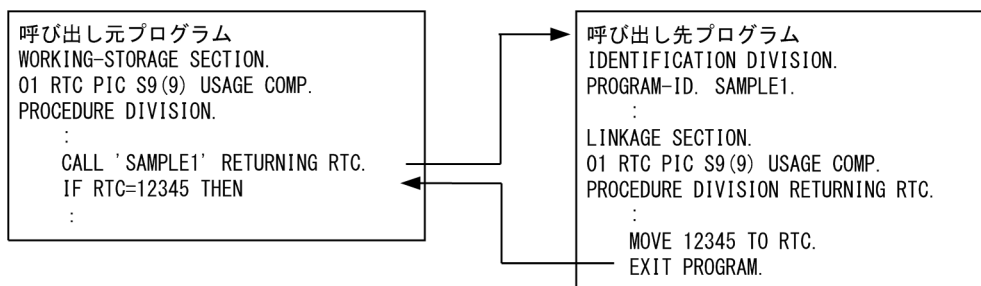 呼び出し元プログラム
WORKING-STORAGE SECTION.
01 RTC PIC S9(9) USAGE COMP.
PROCEDURE DIVISION.
:
CALL 'SAMPLE1' RETURNING RTC.
IF RTC=12345 THEN
:
呼び出し先プログラム
IDENTIFICATION DIVISION.
PROGRAM-ID. SAMPLE1.
:
LINKAGE SECTION.
01 RTC PIC S9(9) USAGE COMP.
PROCEDURE DIVISION RETURNING RTC.
:
MOVE 12345 TO RTC.
EXIT PROGRAM.